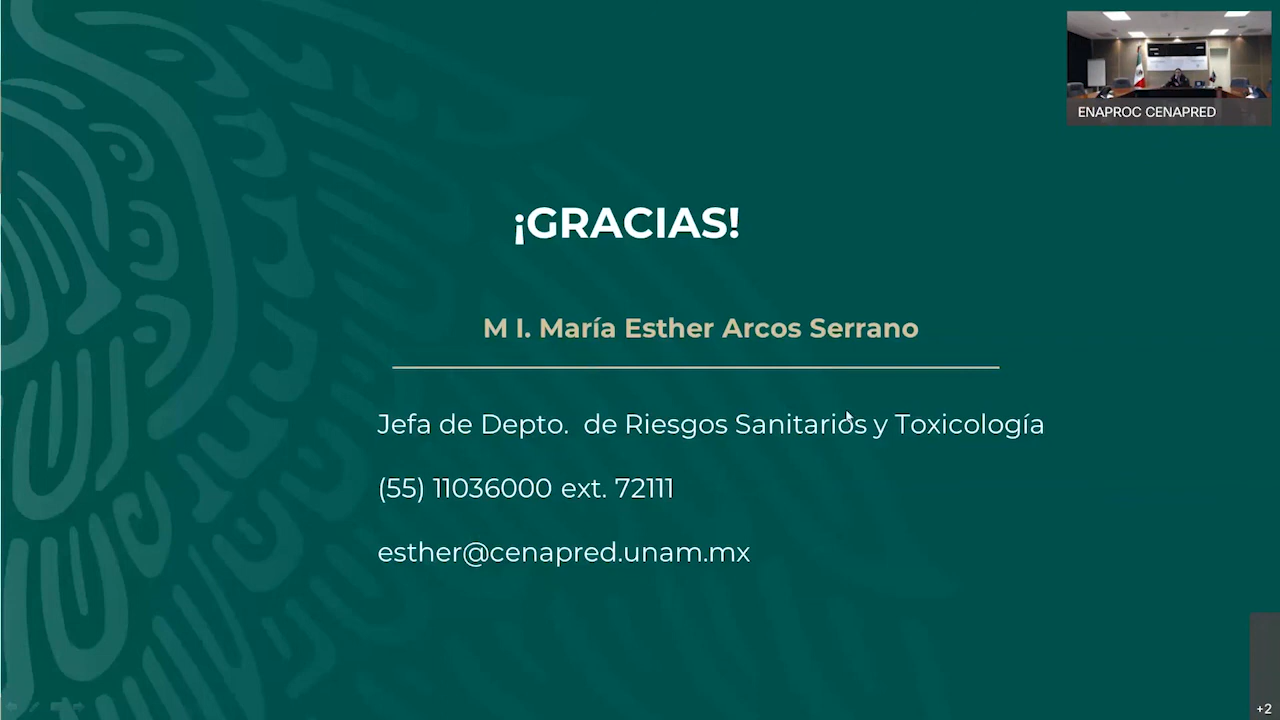 ENAPROC CENAPRED
¡GRACIAS!
M I. María Esther Arcos Serrano
Jefa de Depto. de Riesgos Sanitarios y Toxicología
(55) 11036000 ext. 72111
esther@cenapred.unam.mx
+2